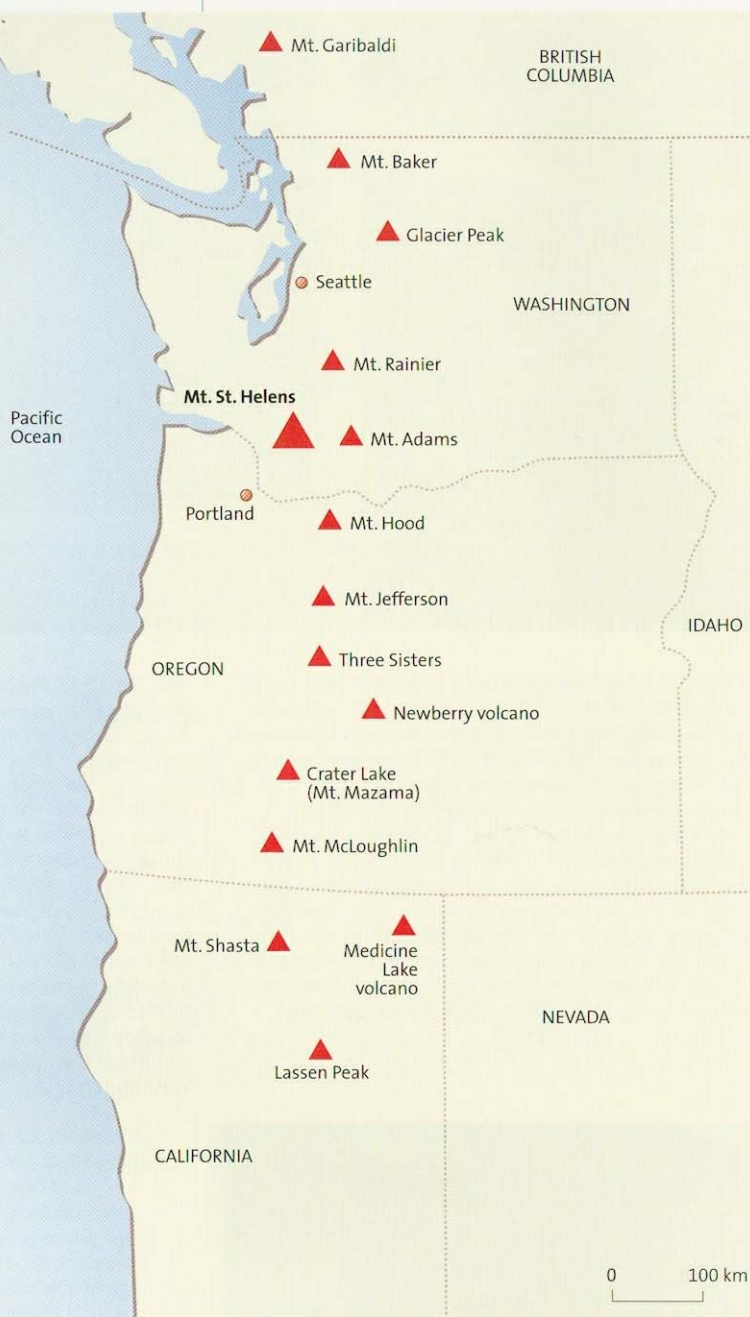 Mt. Garibaldi
BRITISH
COLUMBIA
Mt. Baker
Glacier Peak
Seattle
WASHINGTON
Mt. Rainier
Mt. St. Helens
Pacific
Ocean
Mt. Adams
Portland
Mt. Hood
Mt. Jefferson
IDAHO
Three Sisters
OREGON
Newberry volcano
Crater Lake
(Mt. Mazama)
Mt. McLoughlin
Mt. Shasta
Medicine
Lake
volcano
NEVADA
Lassen Peak
CALIFORNIA
0 100 km